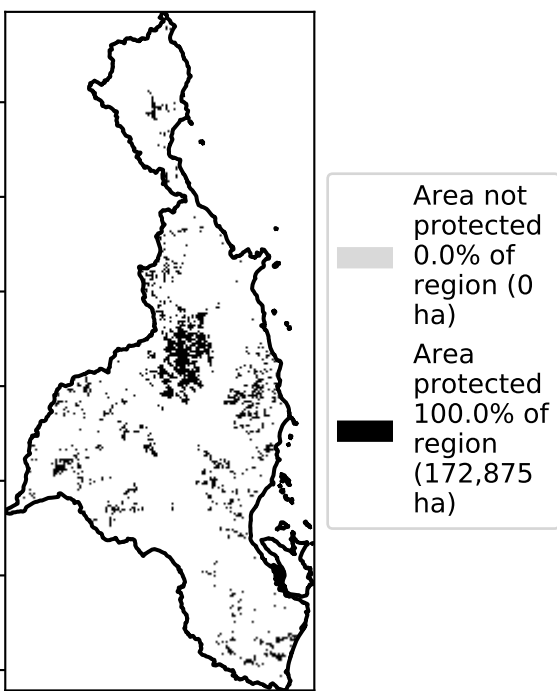 Area not
protected
0.0% of
region (0
ha)
Area
protected
100.0% of
region
(172,875
ha)